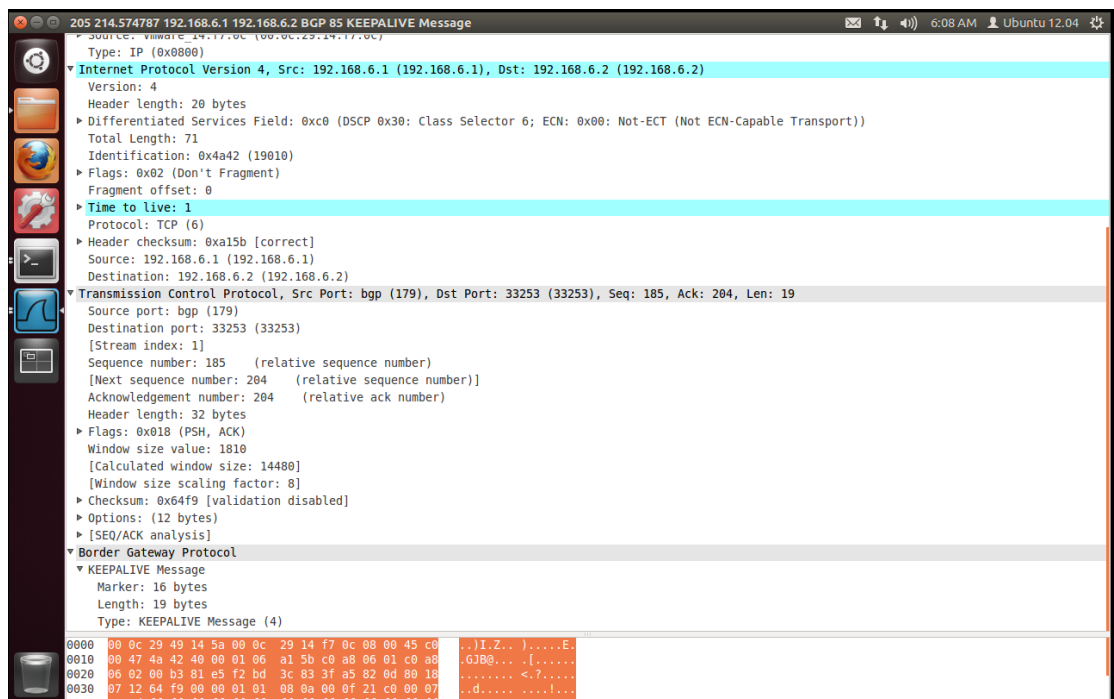 205 214.574787 192.168.6.1 192.168.6.2 BGP 85 KEEPALIVE Message
6:08 AM Ubuntu 12.04
Source: Vmware_14:f7:0c (00:0c:29:14:f7:0c)
Type: IP (0x0800)
Internet Protocol Version 4, Src: 192.168.6.1 (192.168.6.1), Dst: 192.168.6.2 (192.168.6.2)
Version: 4
Header length: 20 bytes
Differentiated Services Field: 0xc0 (DSCP 0x30: Class Selector 6; ECN: 0x00: Not-ECT (Not ECN-Capable Transport))
Total Length: 71
Identification: 0x4a42 (19010)
Flags: 0x02 (Don't Fragment)
Fragment offset: 0
Time to live: 1
Protocol: TCP (6)
Header checksum: 0xa15b [correct]
Source: 192.168.6.1 (192.168.6.1)
Destination: 192.168.6.2 (192.168.6.2)
Transmission Control Protocol, Src Port: bgp (179), Dst Port: 33253 (33253), Seq: 185, Ack: 204, Len: 19
Source port: bgp (179)
Destination port: 33253 (33253)
[Stream index: 1]
Sequence number: 185 (relative sequence number)
[Next sequence number: 204 (relative sequence number)]
Acknowledgement number: 204 (relative ack number)
Header length: 32 bytes
Flags: 0x018 (PSH, ACK)
Window size value: 1810
[Calculated window size: 14480]
[Window size scaling factor: 8]
Checksum: 0x64f9 [validation disabled]
Options: (12 bytes)
[SEQ/ACK analysis]
Border Gateway Protocol
KEEPALIVE Message
Marker: 16 bytes
Length: 19 bytes
Type: KEEPALIVE Message (4)
0000 00 0c 29 49 14 5a 00 0c 29 14 f7 0c 08 00 45 c0 ..)I.Z.. ).....E.
0010 00 47 4a 42 40 00 01 06 a1 5b c0 a8 06 01 c0 a8 .GJB@... .[......
0020 06 02 00 b3 81 e5 f2 bd 3c 83 3f a5 82 0d 80 18 ........ <.?.....
0030 07 12 64 f9 00 00 01 01 08 0a 00 0f 21 c0 00 07 ..d..... ....!...